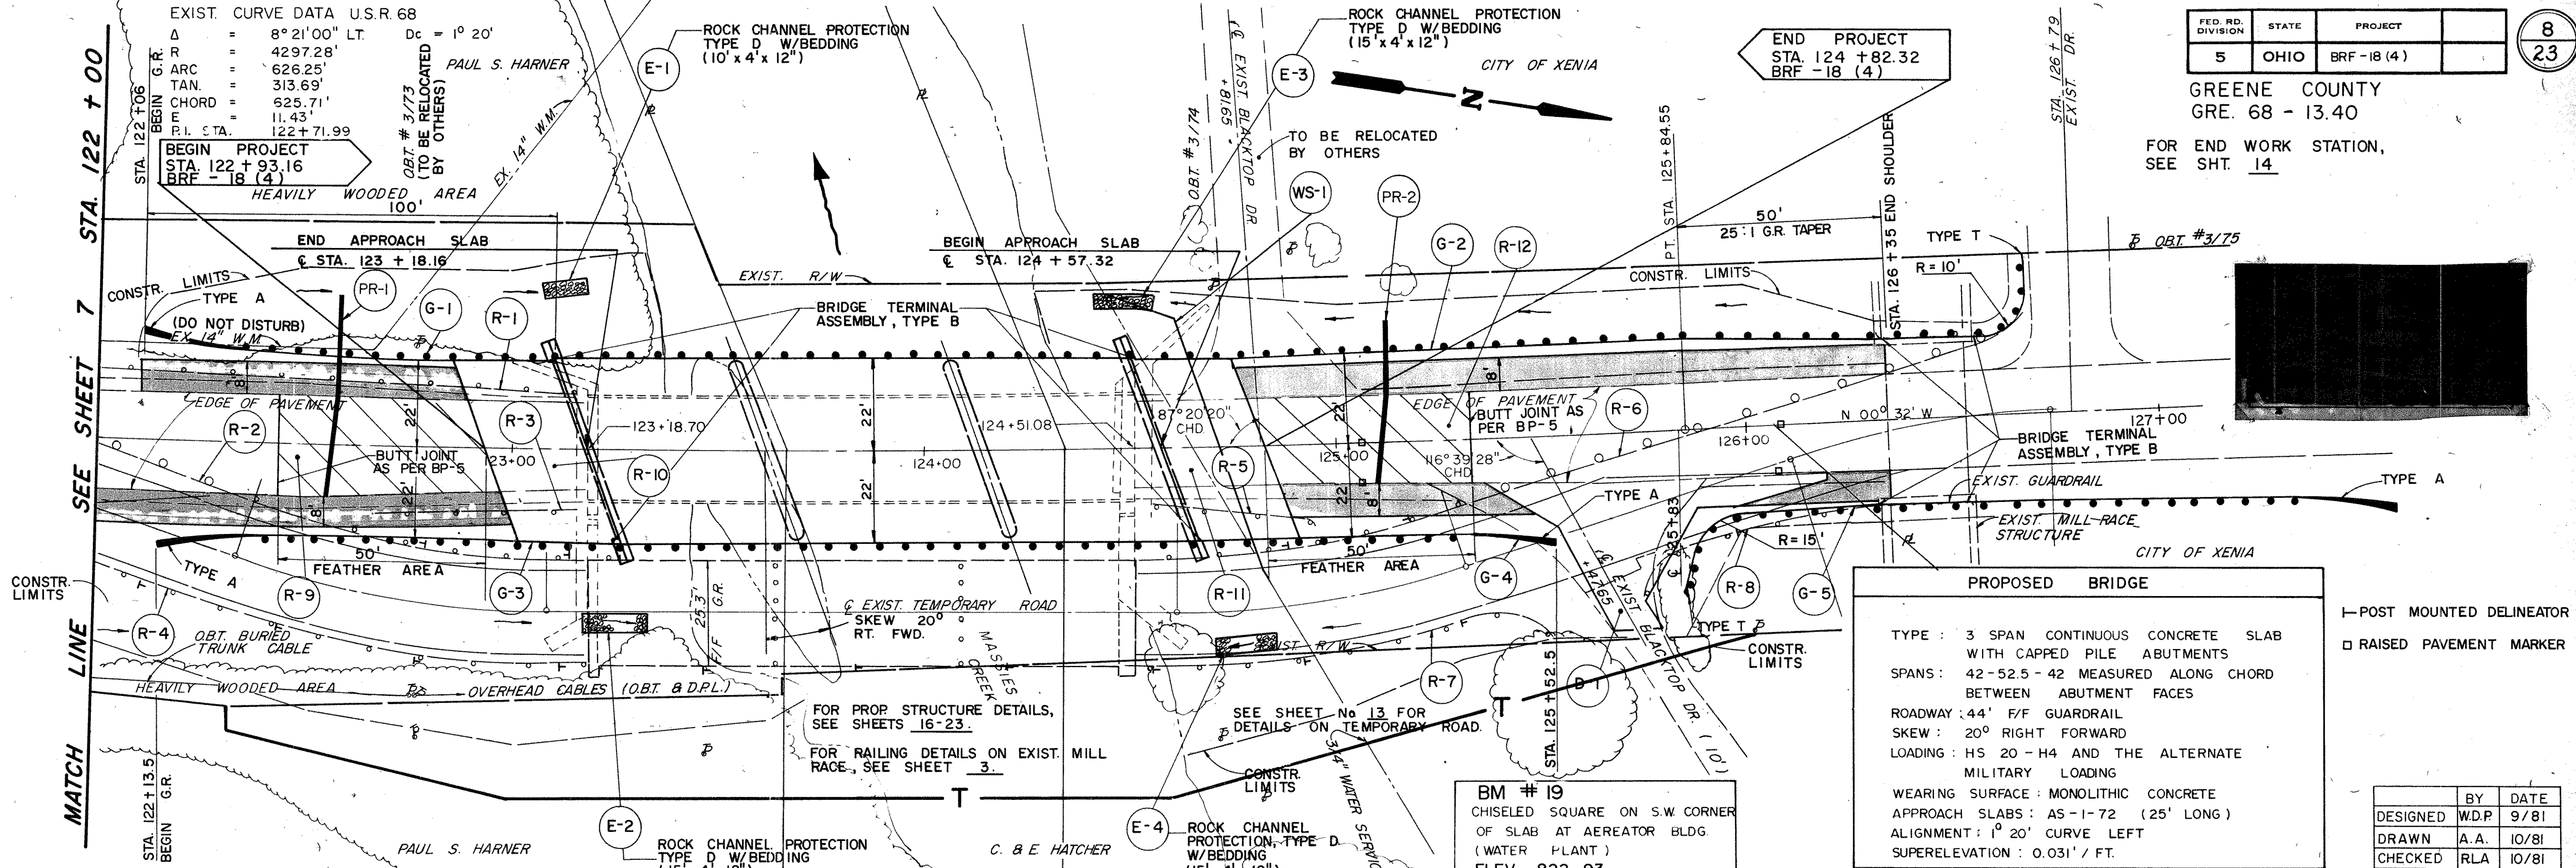 EXIST. CURVE DATA U.S.R. 68
Δ = 8° 21' 00" LT. Dc = 1° 20'
R = 4297.28'
ARC = 626.25'
TAN. = 313.69'
CHORD = 625.71'
E = 11.43'
P.I. STA. 122+71.99
STA. 122+06
BEGIN G.R.
BEGIN PROJECT
STA. 122 + 93.16
BRF - 18 (4)
O.B.T. # 3/73
(TO BE RELOCATED
BY OTHERS)
PAUL S. HARNER
EX. 14" W.M.
HEAVILY WOODED AREA
100'
E-1
ROCK CHANNEL PROTECTION
TYPE D W/BEDDING
(10' x 4' x 12")
ROCK CHANNEL PROTECTION
TYPE D W/BEDDING
(15' x 4' x 12")
E-3
CITY OF XENIA
N
℄ EXIST. BLACKTOP DR
+81.65
O.B.T. # 3/74
TO BE RELOCATED
BY OTHERS
END PROJECT
STA. 124 + 82.32
BRF - 18 (4)
FED. RD. DIVISION
STATE
PROJECT
5
OHIO
BRF - 18 (4)
8
23
GREENE COUNTY
GRE. 68 - 13.40
FOR END WORK STATION,
SEE SHT. 14
STA. 126 + 79
EXIST. DR.
MATCH LINE SEE SHEET 7 STA. 122 + 00
END APPROACH SLAB
℄ STA. 123 + 18.16
BEGIN APPROACH SLAB
℄ STA. 124 + 57.32
WS-1
PR-2
G-2
R-12
P.T. STA. 125+84.55
50'
25:1 G.R. TAPER
STA. 126 + 35 END SHOULDER
TYPE T
R = 10'
O.B.T. #3/75
CONSTR. LIMITS
TYPE A
(DO NOT DISTURB)
EX. 14" W.M.
PR-1
G-1
R-1
EXIST. R/W
BRIDGE TERMINAL
ASSEMBLY, TYPE B
CONSTR. LIMITS
8'
EDGE OF PAVEMENT
R-2
R-3
22'
BUTT JOINT
AS PER BP-5
23+00
R-10
123+18.70
22'
124+00
124+51.08
87° 20' 20"
CHD
R-5
22'
125+00
8'
EDGE OF PAVEMENT
BUTT JOINT AS
PER BP-5
R-6
116° 39' 28"
CHD
N 00° 32' W
126+00
127+00
BRIDGE TERMINAL
ASSEMBLY, TYPE B
22'
22'
22'
8'
8'
TYPE A
EXIST. GUARDRAIL
TYPE A
TYPE A
50'
FEATHER AREA
50'
FEATHER AREA
R-9
G-3
R-11
G-4
℄ EXIST. BLACKTOP DR. (10')
+47.65
℄ 125+83
R = 15'
R-8
G-5
EXIST. MILL-RACE
STRUCTURE
CITY OF XENIA
CONSTR.
LIMITS
R-4
O.B.T. BURIED
TRUNK CABLE
25.3'
F/F G.R.
℄ EXIST. TEMPORARY ROAD
SKEW 20°
RT. FWD.
MASSIES
CREEK
EXIST. R/W
R-7
D-1
TYPE T
CONSTR.
LIMITS
HEAVILY WOODED AREA
OVERHEAD CABLES (O.B.T. & D.P.L.)
FOR PROP. STRUCTURE DETAILS,
SEE SHEETS 16-23.
FOR RAILING DETAILS ON EXIST. MILL
RACE, SEE SHEET 3.
SEE SHEET No 13 FOR
DETAILS ON TEMPORARY ROAD.
STA. 125+52.5
T
T
CONSTR.
LIMITS
3/4" WATER SERVIC
STA. 122+13.5
BEGIN G.R.
PAUL S. HARNER
E-2
ROCK CHANNEL PROTECTION
TYPE D W/BEDDING
C. & E. HATCHER
E-4
ROCK CHANNEL
PROTECTION, TYPE D
W/BEDDING
BM # 19
CHISELED SQUARE ON S.W. CORNER
OF SLAB AT AEREATOR BLDG.
(WATER PLANT)
PROPOSED BRIDGE
TYPE : 3 SPAN CONTINUOUS CONCRETE SLAB
WITH CAPPED PILE ABUTMENTS
SPANS : 42-52.5-42 MEASURED ALONG CHORD
BETWEEN ABUTMENT FACES
ROADWAY : 44' F/F GUARDRAIL
SKEW : 20° RIGHT FORWARD
LOADING : HS 20-H4 AND THE ALTERNATE
MILITARY LOADING
WEARING SURFACE : MONOLITHIC CONCRETE
APPROACH SLABS : AS-1-72 (25' LONG)
ALIGNMENT : 1° 20' CURVE LEFT
SUPERELEVATION : 0.031' / FT.
POST MOUNTED DELINEATOR
RAISED PAVEMENT MARKER
BY DATE
DESIGNED W.D.P. 9/81
DRAWN A.A. 10/81
CHECKED RLA 10/81